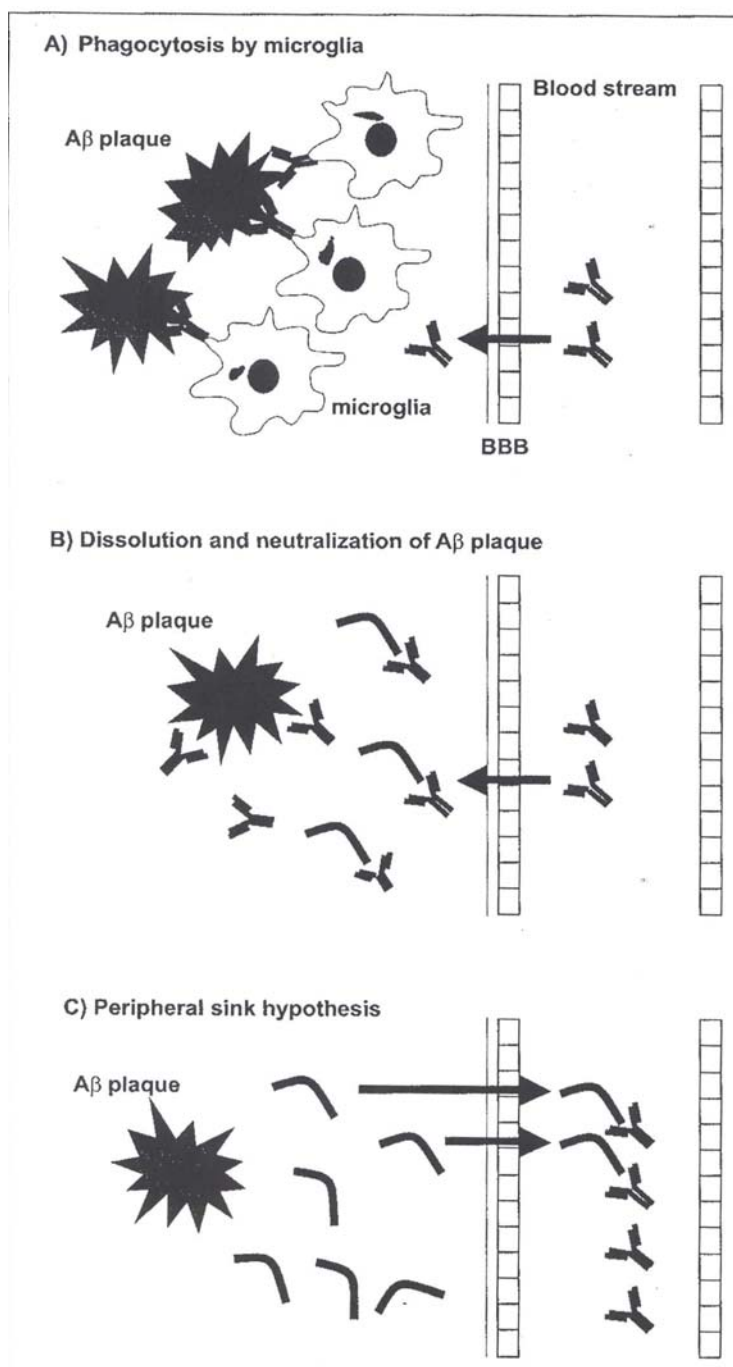 A) Phagocytosis by microglia
Blood stream
Aβ plaque
microglia
BBB
B) Dissolution and neutralization of Aβ plaque
Aβ plaque
C) Peripheral sink hypothesis
Aβ plaque